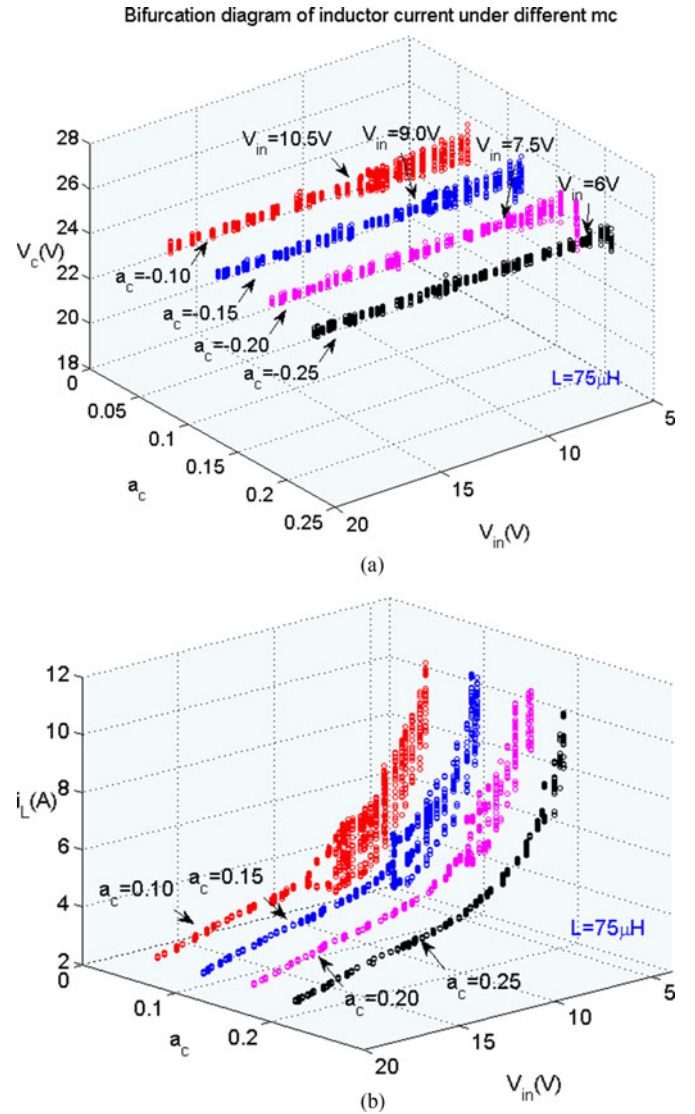 Bifurcation diagram of inductor current under different mc
28
26
24
22
20
18
V_c(V)
V_in=10.5V
V_in=9.0V
V_in=7.5V
V_in=6V
a_c=-0.10
a_c=-0.15
a_c=-0.20
a_c=-0.25
L=75μH
0
0.05
0.1
0.15
0.2
0.25
a_c
20
15
10
5
V_in(V)
(a)
12
10
8
6
4
2
i_L(A)
a_c=0.10
a_c=0.15
a_c=0.20
a_c=0.25
L=75μH
0
0.1
0.2
a_c
20
15
10
5
V_in(V)
(b)